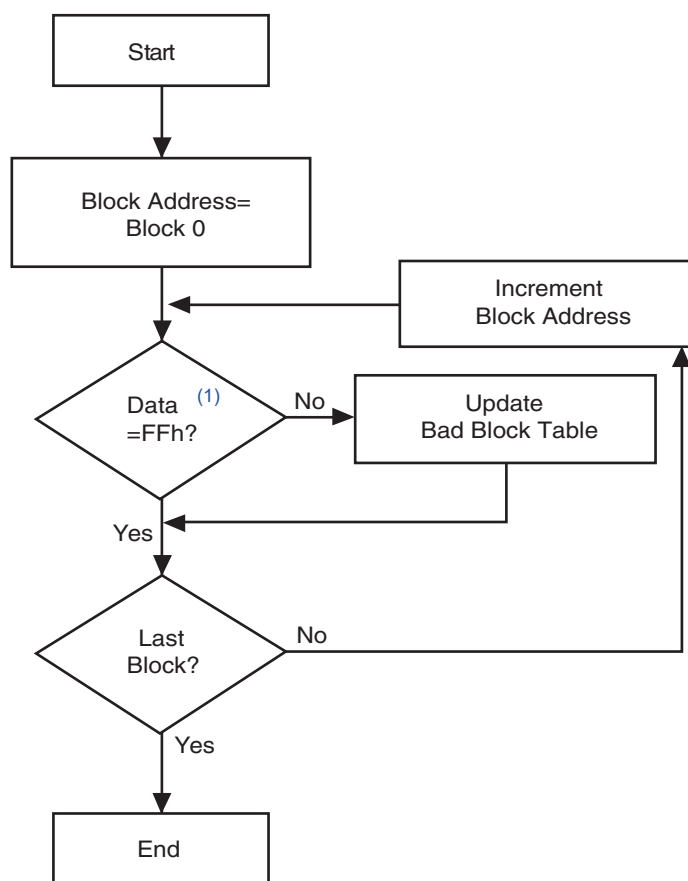 Start
Block Address=
Block 0
Increment
Block Address
Data (1)
=FFh?
No
Update
Bad Block Table
Yes
Last
Block?
No
Yes
End